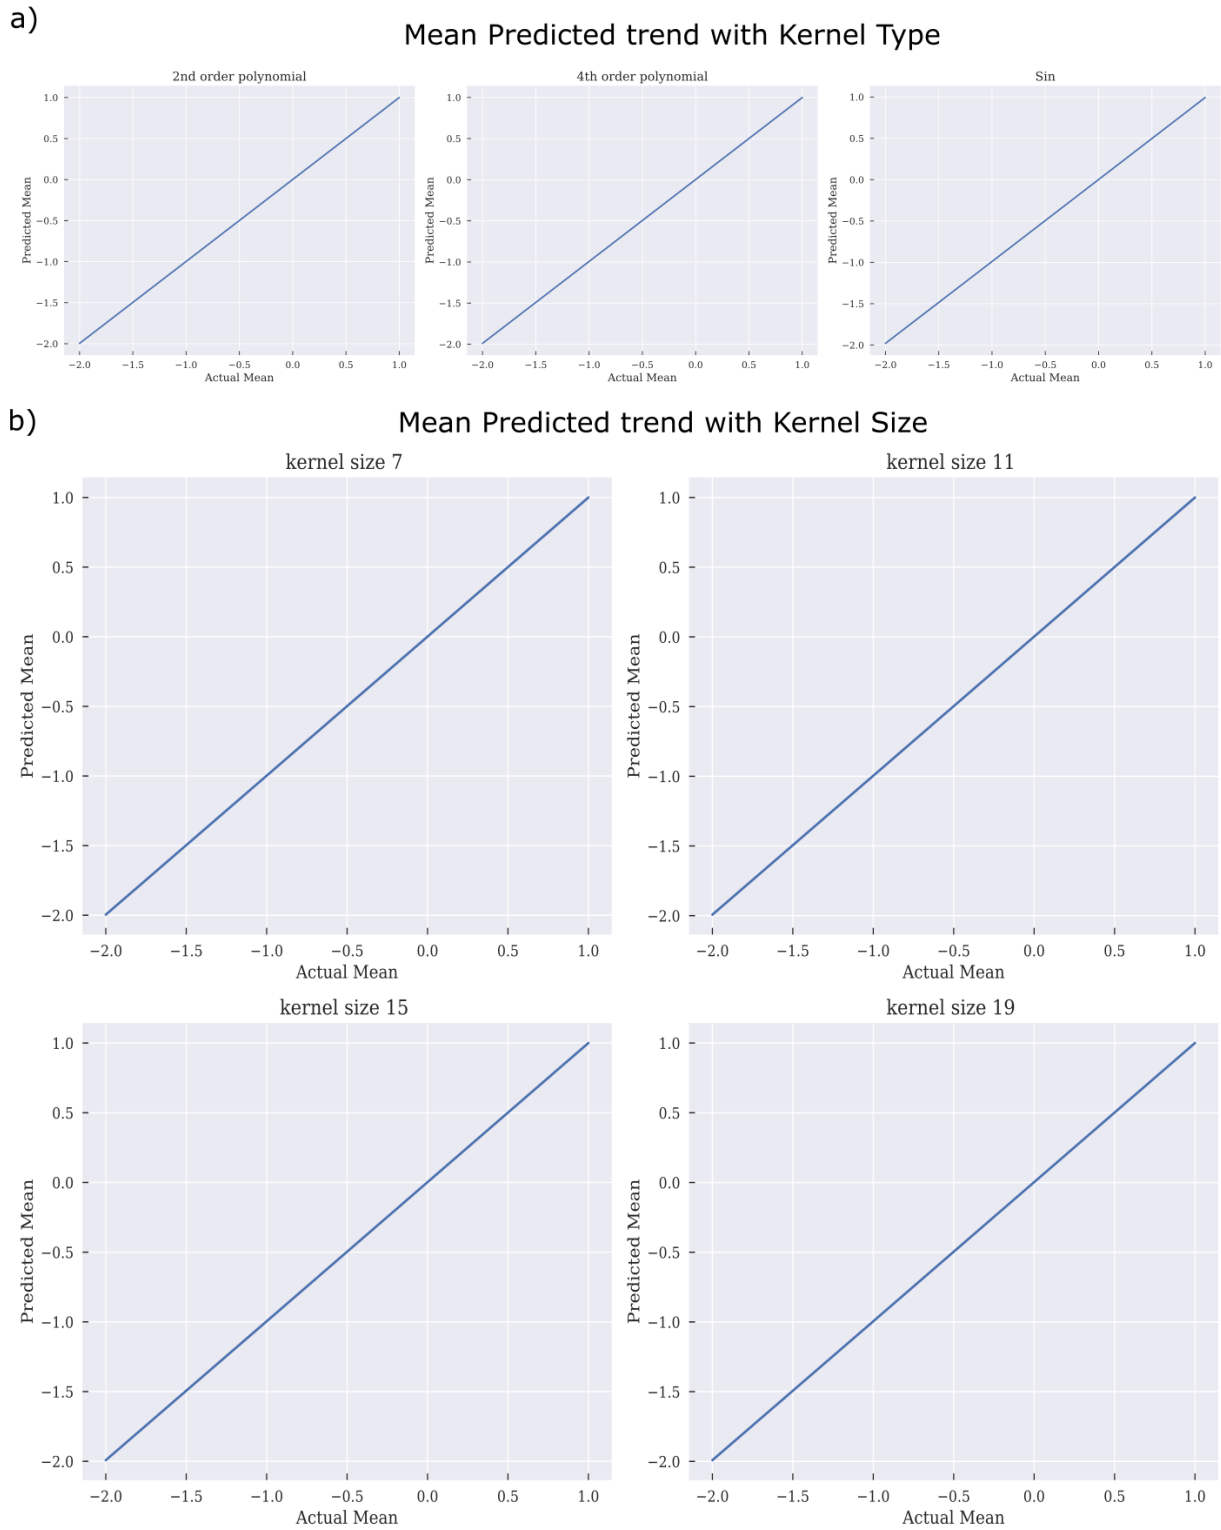 a)
Mean Predicted trend with Kernel Type
2nd order polynomial
1.0
0.5
0.0
−0.5
−1.0
−1.5
−2.0
Predicted Mean
−2.0 −1.5 −1.0 −0.5 0.0 0.5 1.0
Actual Mean
4th order polynomial
1.0
0.5
0.0
−0.5
−1.0
−1.5
−2.0
Predicted Mean
−2.0 −1.5 −1.0 −0.5 0.0 0.5 1.0
Actual Mean
Sin
1.0
0.5
0.0
−0.5
−1.0
−1.5
−2.0
Predicted Mean
−2.0 −1.5 −1.0 −0.5 0.0 0.5 1.0
Actual Mean
b)
Mean Predicted trend with Kernel Size
kernel size 7
1.0
0.5
0.0
−0.5
−1.0
−1.5
−2.0
Predicted Mean
−2.0 −1.5 −1.0 −0.5 0.0 0.5 1.0
Actual Mean
kernel size 11
1.0
0.5
0.0
−0.5
−1.0
−1.5
−2.0
Predicted Mean
−2.0 −1.5 −1.0 −0.5 0.0 0.5 1.0
Actual Mean
kernel size 15
1.0
0.5
0.0
−0.5
−1.0
−1.5
−2.0
Predicted Mean
−2.0 −1.5 −1.0 −0.5 0.0 0.5 1.0
Actual Mean
kernel size 19
1.0
0.5
0.0
−0.5
−1.0
−1.5
−2.0
Predicted Mean
−2.0 −1.5 −1.0 −0.5 0.0 0.5 1.0
Actual Mean